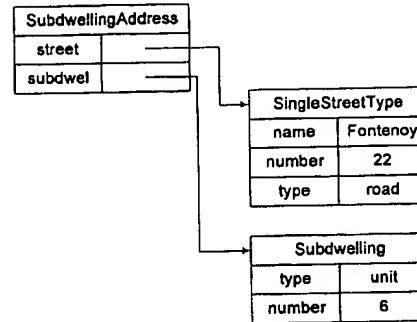 SubdwellingAddress
street
subdwel
SingleStreetType
name Fontenoy
number 22
type road
Subdwelling
type unit
number 6